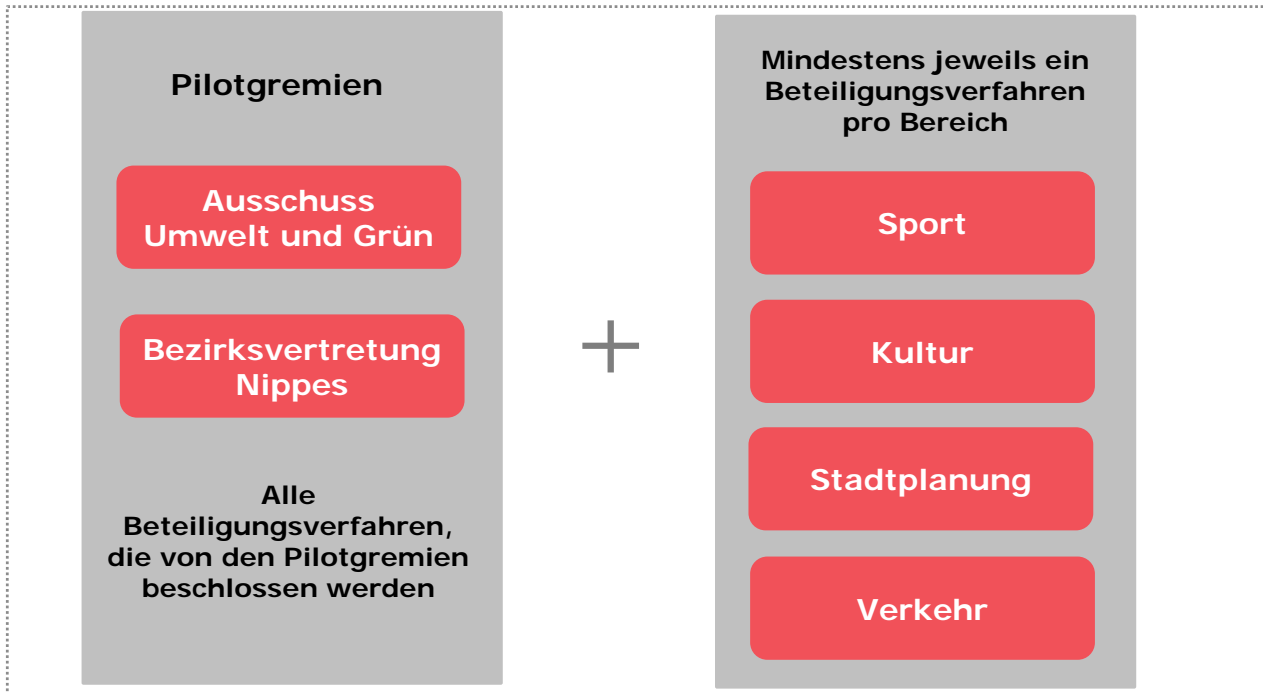 Pilotgremien
Ausschuss
Umwelt und Grün
Bezirksvertretung
Nippes
Alle
Beteiligungsverfahren,
die von den Pilotgremien
beschlossen werden
+
Mindestens jeweils ein
Beteiligungsverfahren
pro Bereich
Sport
Kultur
Stadtplanung
Verkehr